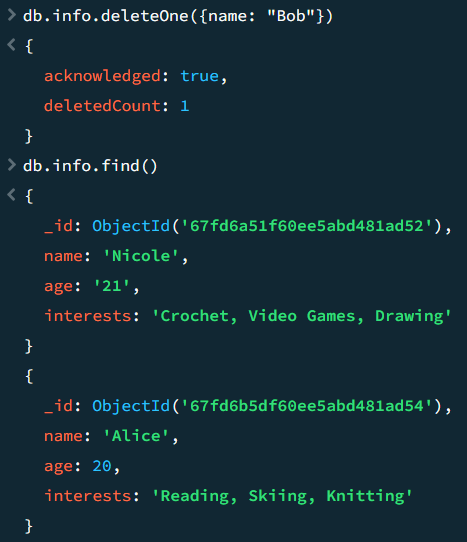 > db.info.deleteOne({name: "Bob"})
< {
acknowledged: true,
deletedCount: 1
}
> db.info.find()
< {
_id: ObjectId('67fd6a51f60ee5abd481ad52'),
name: 'Nicole',
age: '21',
interests: 'Crochet, Video Games, Drawing'
}
{
_id: ObjectId('67fd6b5df60ee5abd481ad54'),
name: 'Alice',
age: 20,
interests: 'Reading, Skiing, Knitting'
}